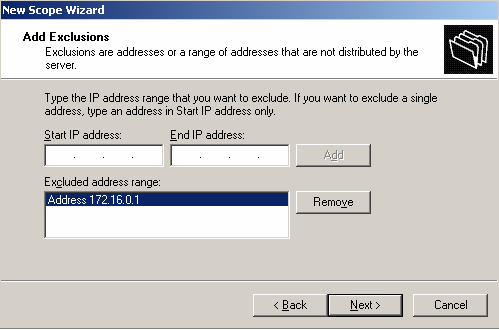 New Scope Wizard
Add Exclusions
Exclusions are addresses or a range of addresses that are not distributed by the
server.
Type the IP address range that you want to exclude. If you want to exclude a single
address, type an address in Start IP address only.
Start IP address: End IP address:
. . . . . . Add
Excluded address range:
Address 172.16.0.1 Remove
< Back Next > Cancel